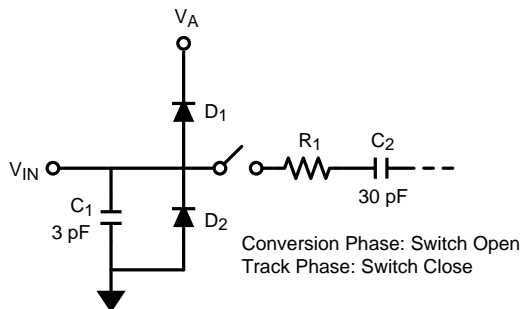 VA
D1
R1
C2
VIN
C1
3 pF
D2
30 pF
Conversion Phase: Switch Open
Track Phase: Switch Close